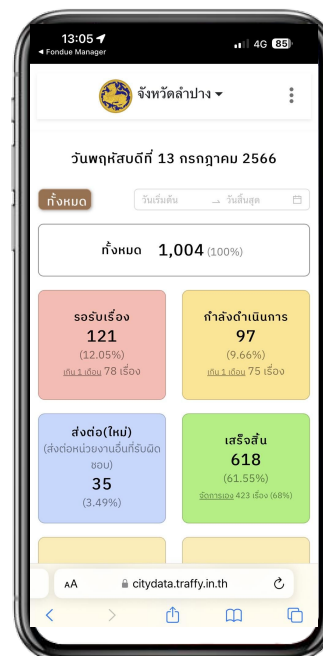 13:05
4G 85
◀ Fondue Manager
จังหวัดลำปาง
วันพฤหัสบดีที่ 13 กรกฎาคม 2566
ทั้งหมด
วันเริ่มต้น → วันสิ้นสุด
ทั้งหมด 1,004 (100%)
รอรับเรื่อง
121
(12.05%)
เกิน 1 เดือน 78 เรื่อง
กำลังดำเนินการ
97
(9.66%)
เกิน 1 เดือน 75 เรื่อง
ส่งต่อ(ใหม่)
(ส่งต่อหน่วยงานอื่นที่รับผิด
ชอบ)
35
(3.49%)
เสร็จสิ้น
618
(61.55%)
จัดการเอง 423 เรื่อง (68%)
AA
citydata.traffy.in.th